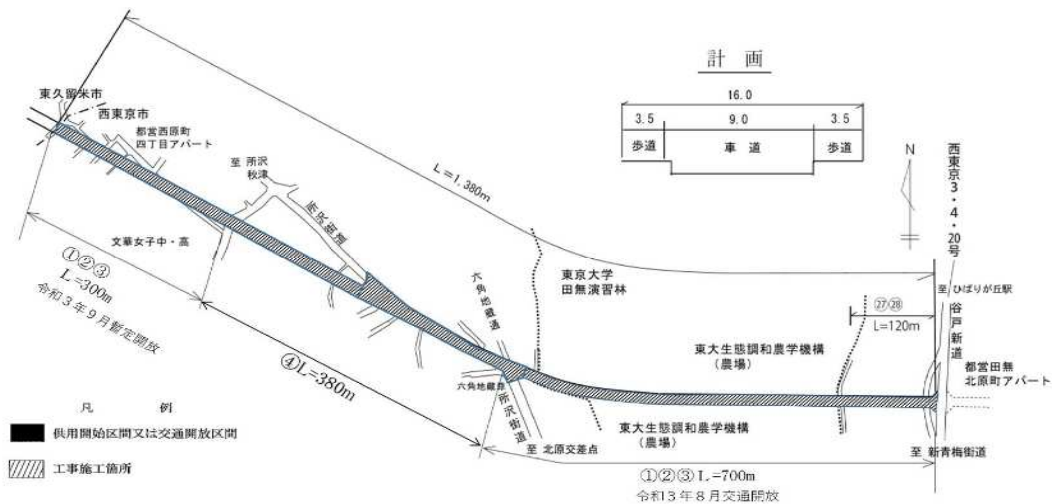 計 画
16.0
3.5 9.0 3.5
歩道 車 道 歩道
N
西東京3・4・20号
東久留米市
西東京市
都営西原町
四丁目アパート
至 所沢
秋津
所沢街道
L=1,380m
文華女子中・高
①②③
L=300m
令和3年9月暫定開放
④L=380m
六角地蔵通
六角地蔵尊
所沢街道
至 北原交差点
東京大学
田無演習林
東大生態調和農学機構
(農場)
東大生態調和農学機構
(農場)
㉗㉘
L=120m
至 ひばりが丘駅
谷戸新道
都営田無
北原町アパート
至 新青梅街道
①②③L=700m
令和3年8月交通開放
凡 例
供用開始区間又は交通開放区間
工事施工箇所